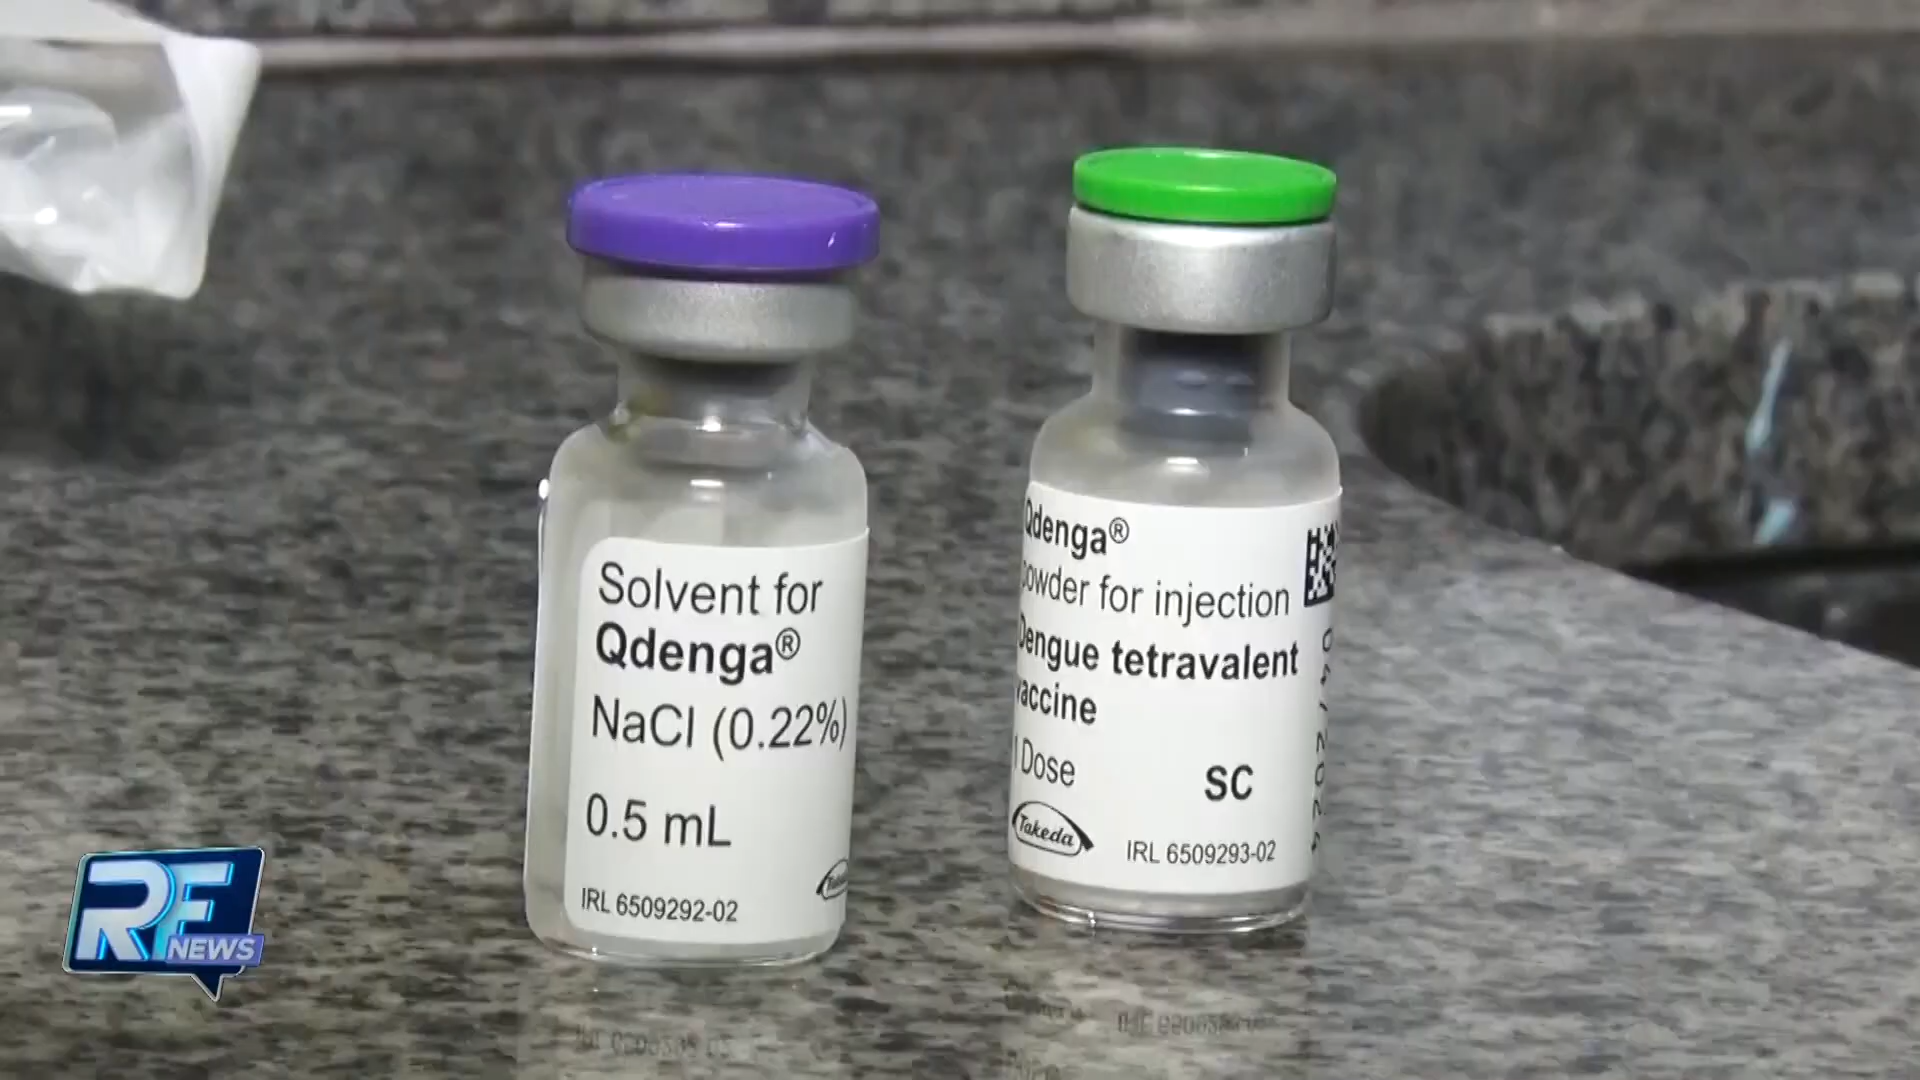 Solvent for
Qdenga®
NaCl (0.22%)
0.5 mL
IRL 6509292-02
Qdenga®
powder for injection
Dengue tetravalent
vaccine
1 Dose
SC
Takeda
IRL 6509293-02
RF
NEWS